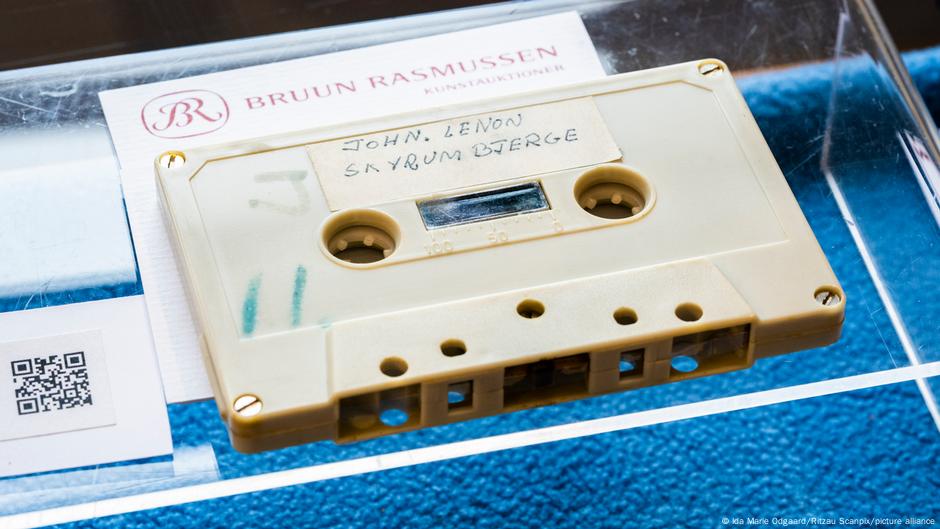 BR
BRUUN RASMUSSEN
KUNSTAUKTIONER
JOHN. LENON
SKYRUM BJERGE
100 50 0
© Ida Marie Odgaard/Ritzau Scanpix/picture alliance